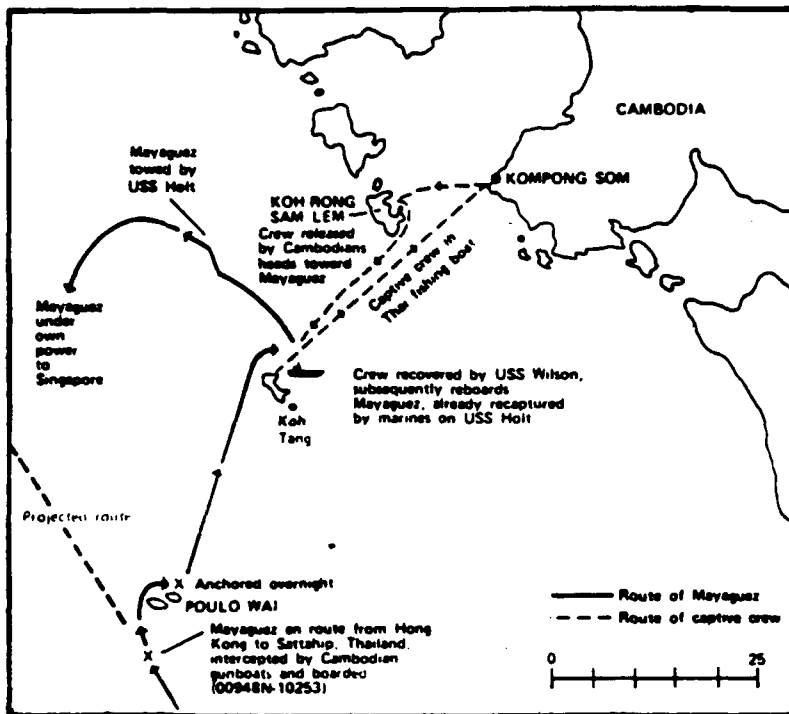 CAMBODIA
Mayaguez
towed by
USS Holt
KOMPONG SOM
KOH RONG
SAM LEM
Crew released
by Cambodians
heads toward
Mayaguez
Captive crew in
Thai fishing boat
Mayaguez
under
own
power
to
Singapore
Crew recovered by USS Wilson,
subsequently reboards
Mayaguez, already recaptured
by marines on USS Holt
Koh
Tang
Projected route
Anchored overnight
POULO WAI
Mayaguez en route from Hong
Kong to Sattahip, Thailand,
intercepted by Cambodian
gunboats and boarded
(00948N-10253)
Route of Mayaguez
Route of captive crew
0 25